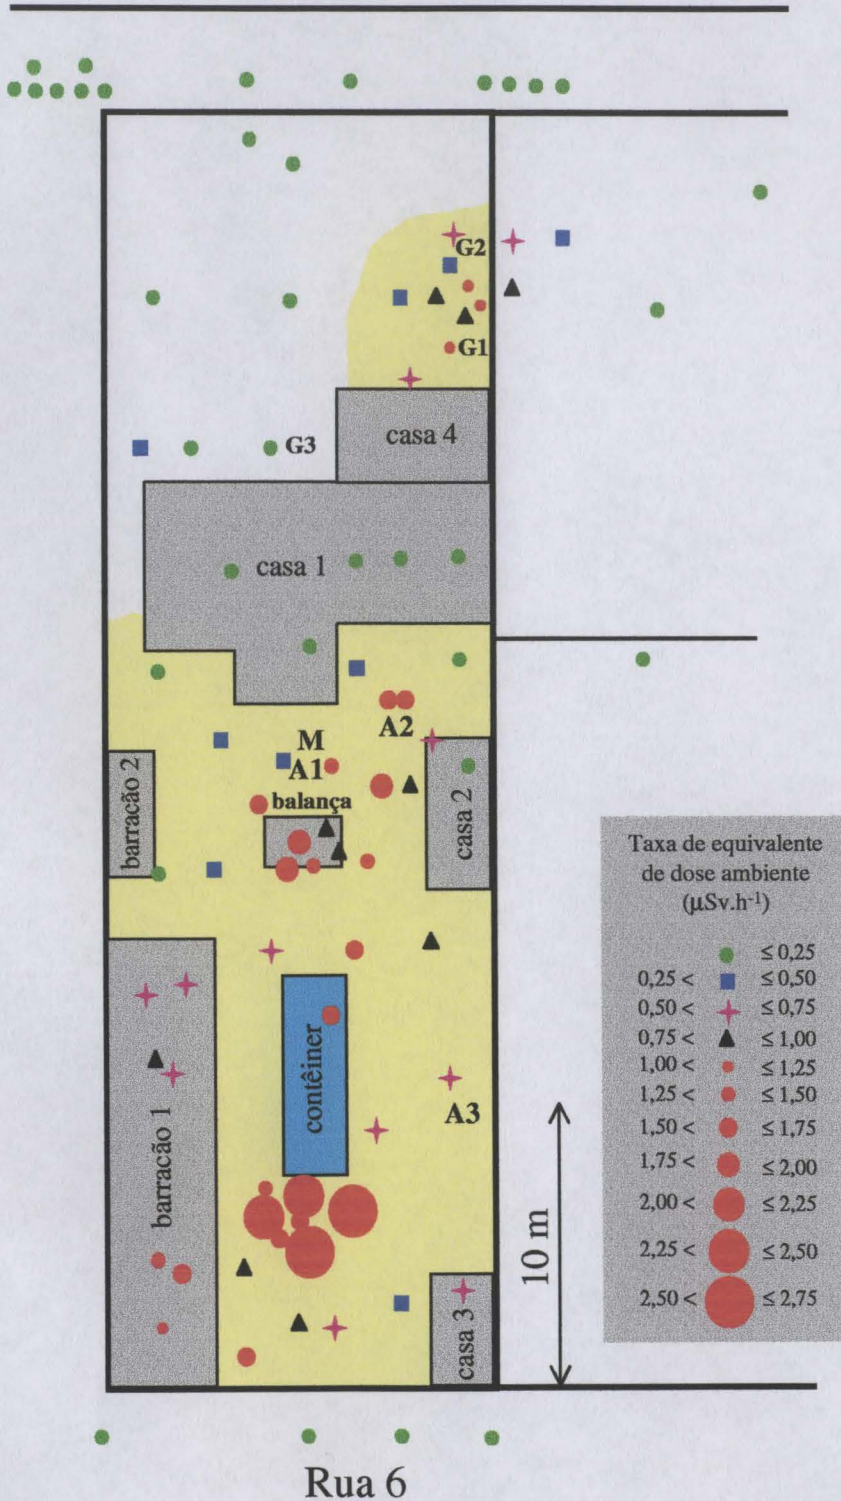 G2
G1
casa 4
G3
casa 1
A2
M
A1
balança
barracão 2
casa 2
Taxa de equivalente
de dose ambiente
(µSv.h⁻¹)
≤ 0,25
0,25 < ≤ 0,50
0,50 < ≤ 0,75
0,75 < ≤ 1,00
1,00 < ≤ 1,25
1,25 < ≤ 1,50
1,50 < ≤ 1,75
1,75 < ≤ 2,00
2,00 < ≤ 2,25
2,25 < ≤ 2,50
2,50 < ≤ 2,75
contêiner
A3
barracão 1
10 m
casa 3
Rua 6